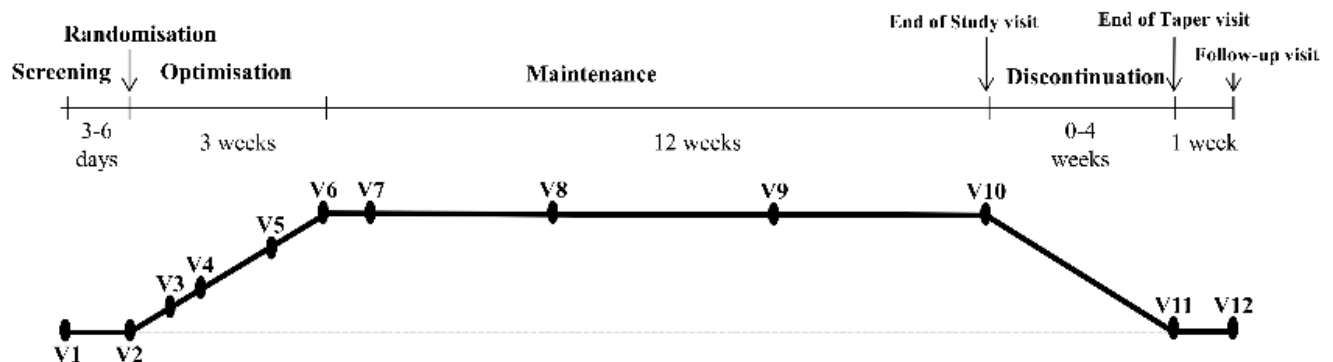 End of Study visit
End of Taper visit
Randomisation
Follow-up visit
Screening
Optimisation
Maintenance
Discontinuation
3-6
days
3 weeks
12 weeks
0-4
weeks
1 week
V6
V7
V8
V9
V10
V5
V4
V3
V11
V12
V1
V2